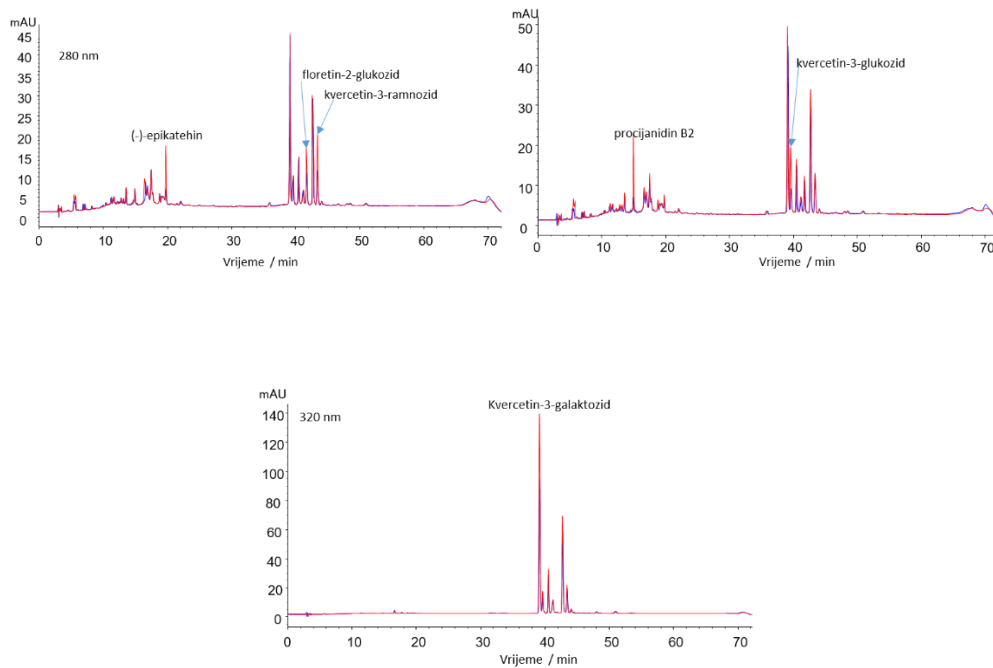 mAU
45
40
35
30
25
20
15
10
5
0
280 nm
floretin-2-glukozid
kvercetin-3-ramnozid
(-)-epikatehin
0 10 20 30 40 50 60 70
Vrijeme / min
mAU
50
40
30
20
10
0
kvercetin-3-glukozid
procijanidin B2
0 10 20 30 40 50 60 70
Vrijeme / min
mAU
140
120
100
80
60
40
20
0
320 nm
Kvercetin-3-galaktozid
0 10 20 30 40 50 60 70
Vrijeme / min